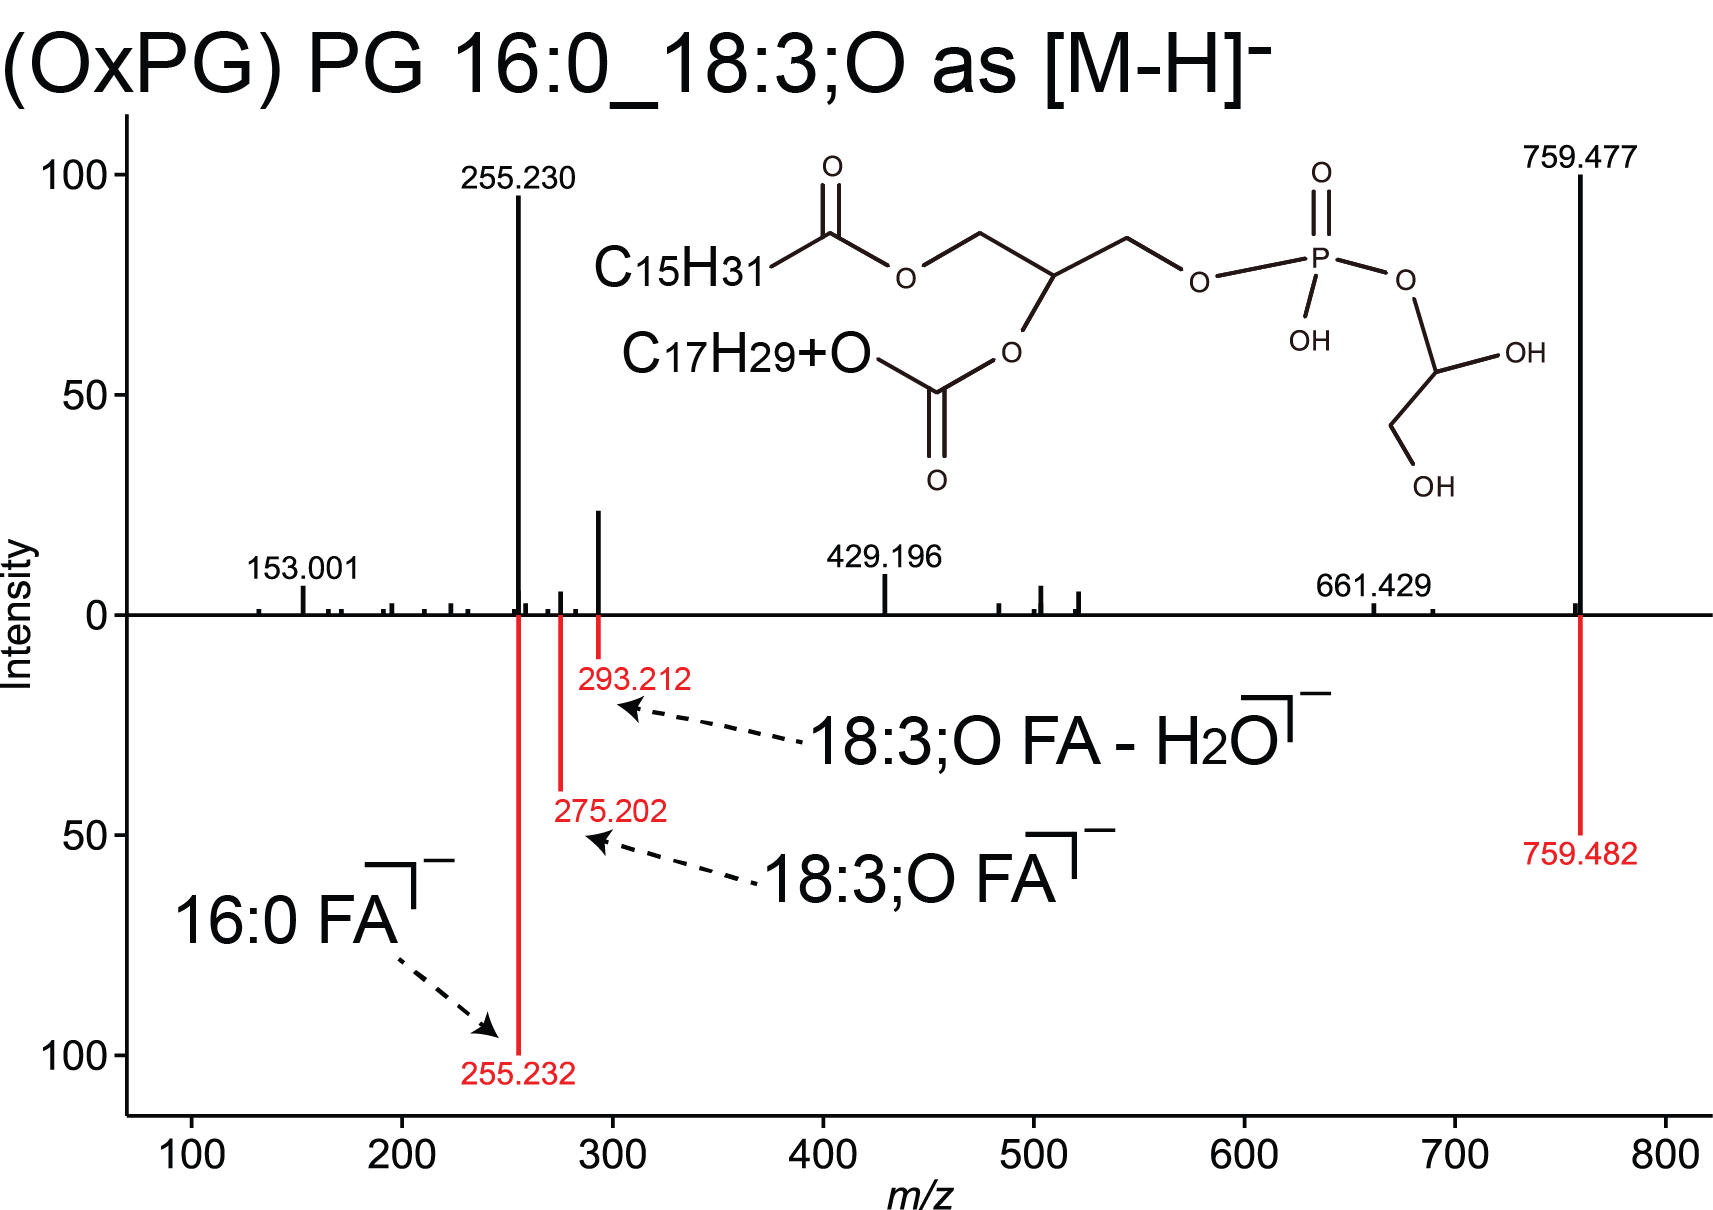 (OxPG) PG 16:0_18:3;O as [M-H]⁻
100
50
0
50
100
Intensity
255.230
759.477
153.001
429.196
661.429
O
C15H31
O
O
P
O
O
OH
OH
OH
C17H29+O
O
O
293.212
18:3;O FA - H2O⌝⁻
275.202
18:3;O FA⌝⁻
759.482
16:0 FA⌝⁻
255.232
100 200 300 400 500 600 700 800
m/z